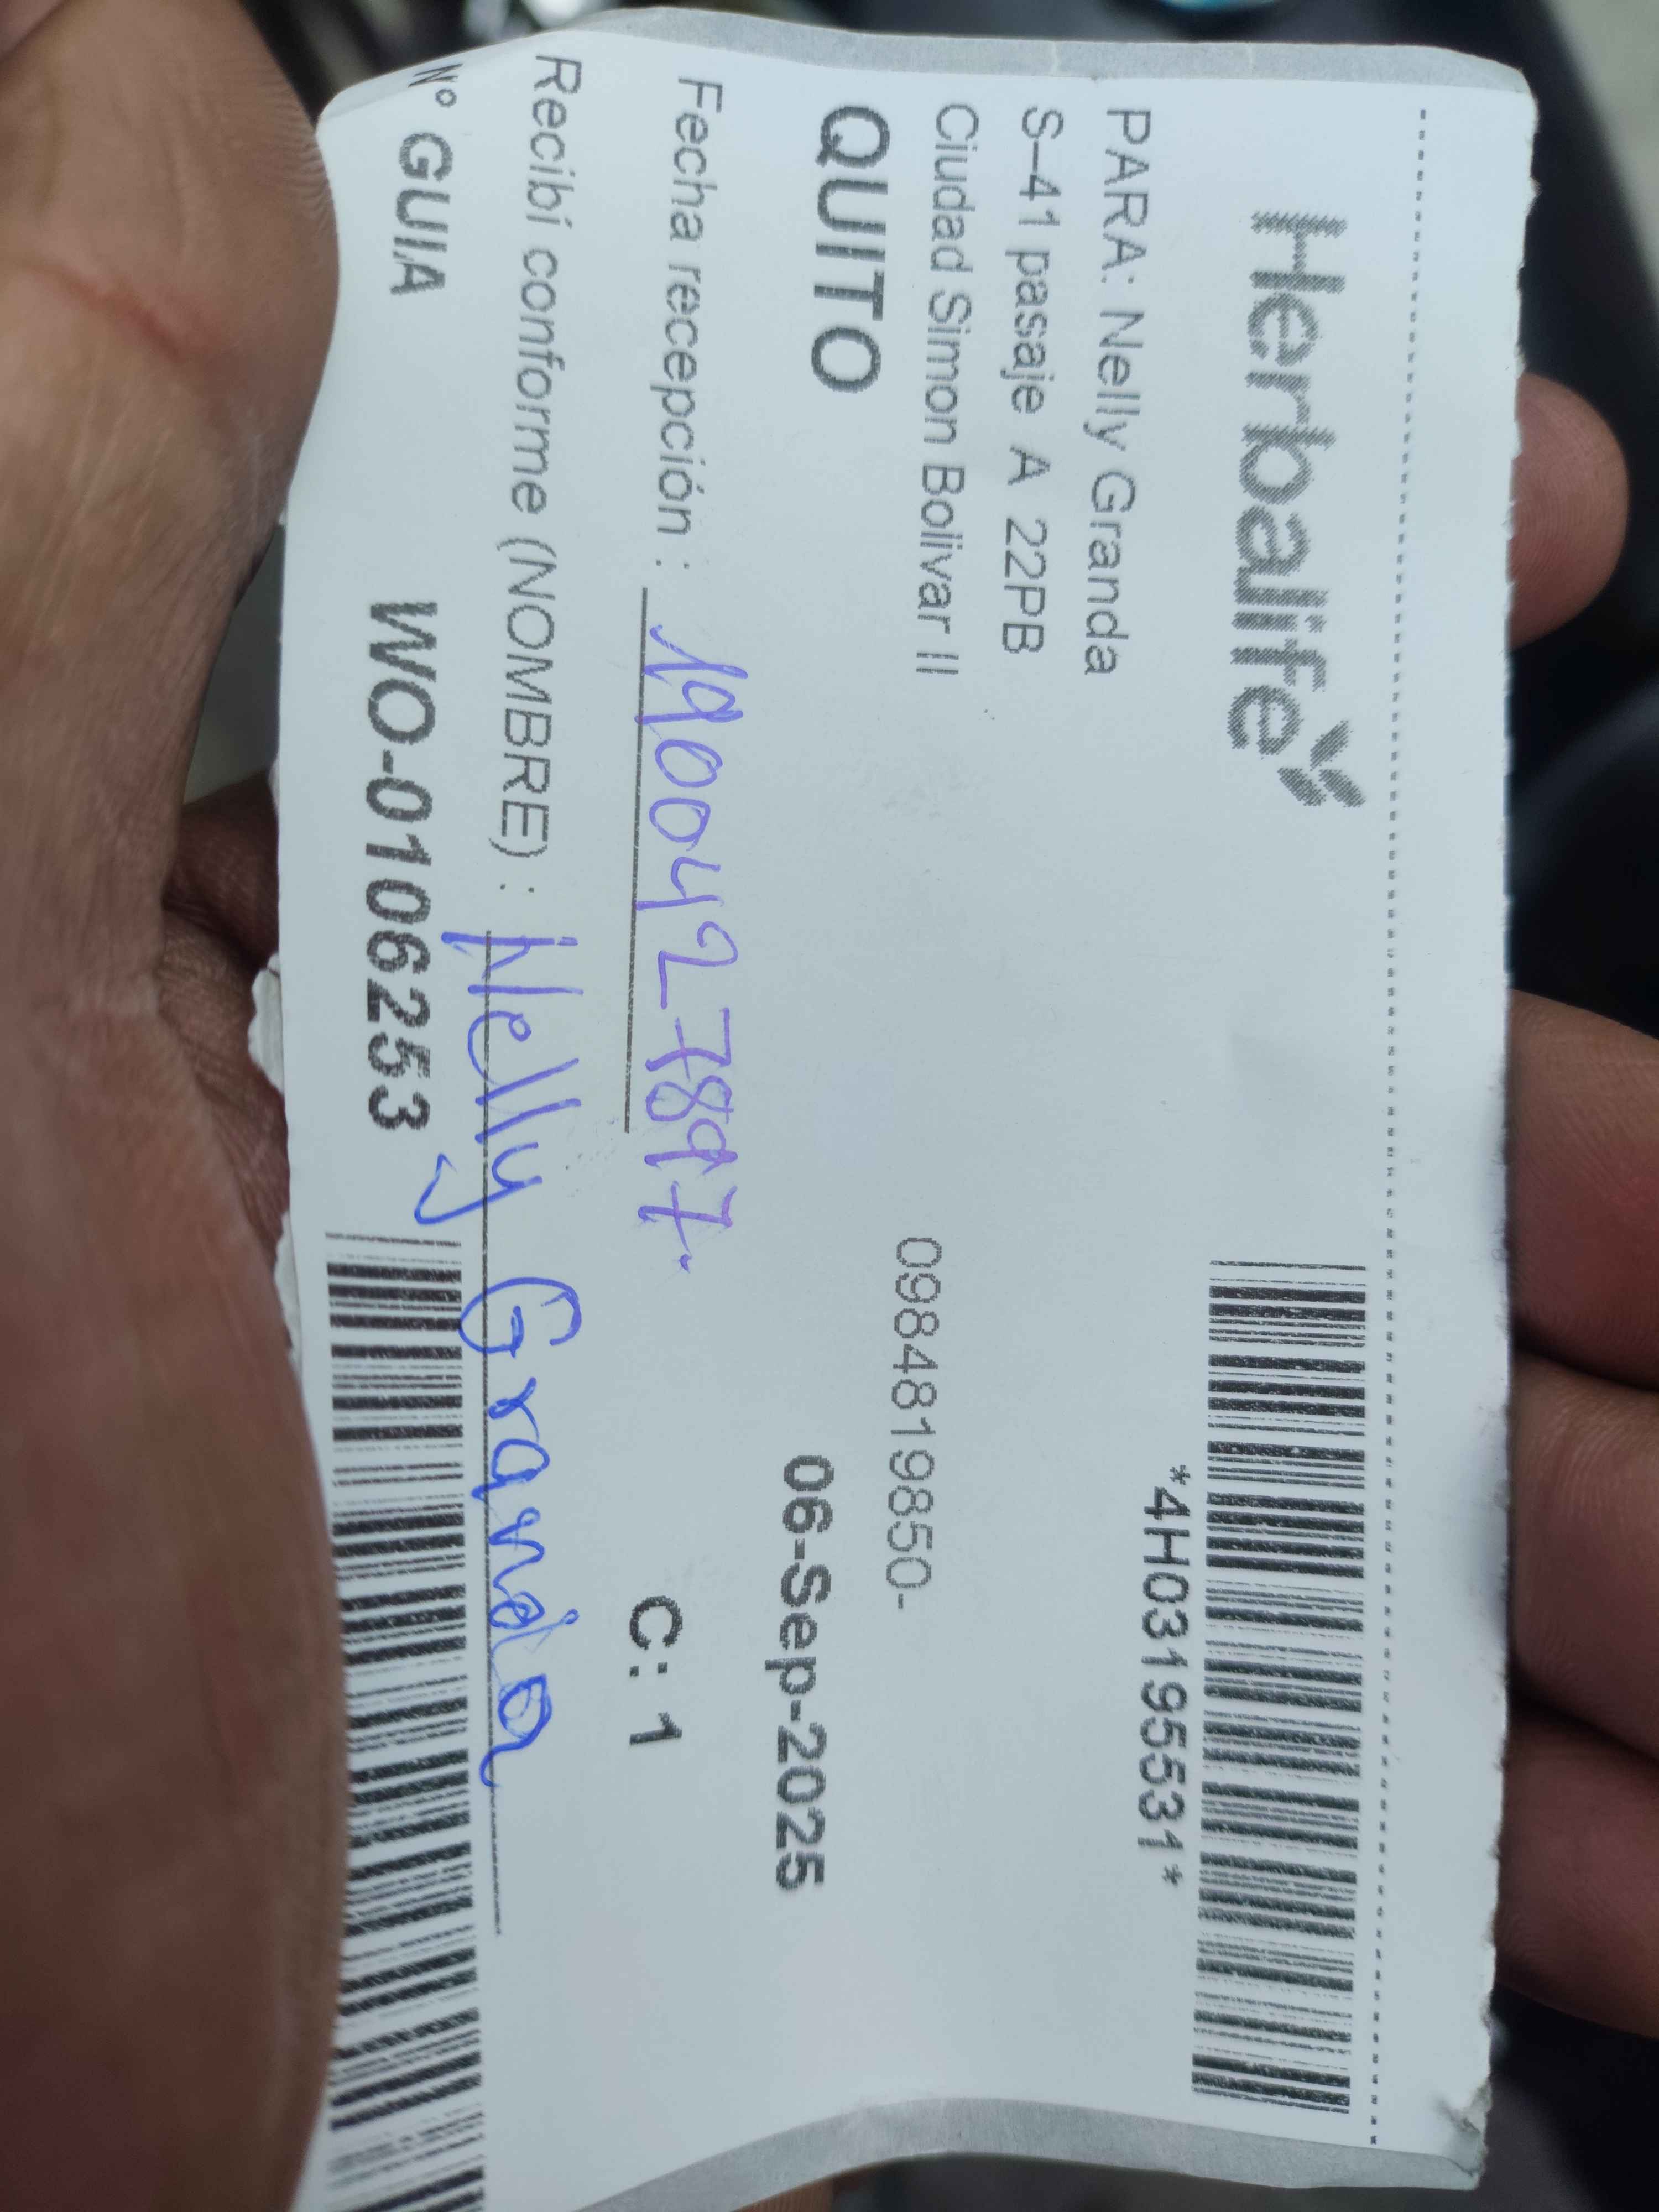 Herbalife
*4H03195531*
PARA: Nelly Granda
S-41 pasaje A 22PB
Ciudad Simon Bolivar II
0984819850-
QUITO
06-Sep-2025
Fecha recepción : 1900427897.
C: 1
Recibí conforme (NOMBRE) : Nelly Granda
N° GUIA WO-0106253